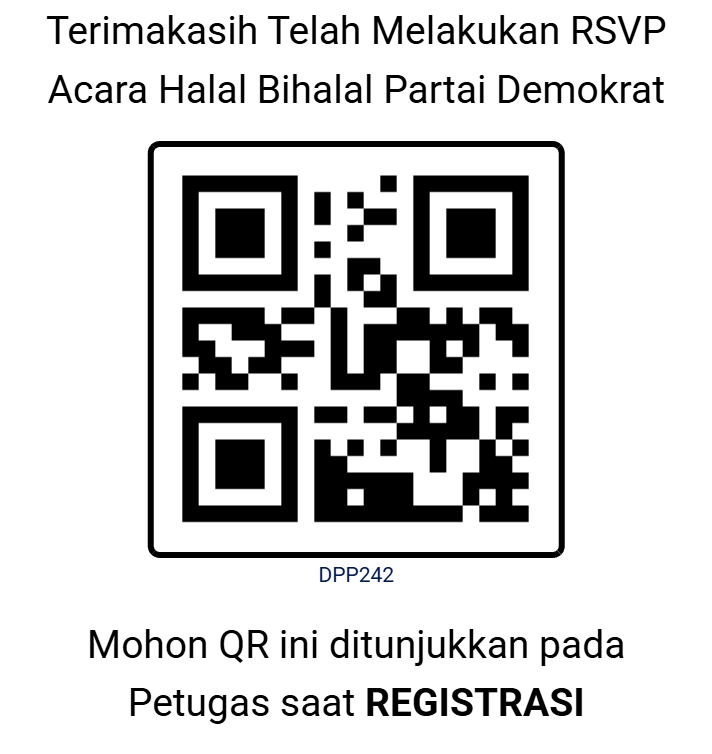 Terimakasih Telah Melakukan RSVP
Acara Halal Bihalal Partai Demokrat
DPP242
Mohon QR ini ditunjukkan pada
Petugas saat REGISTRASI